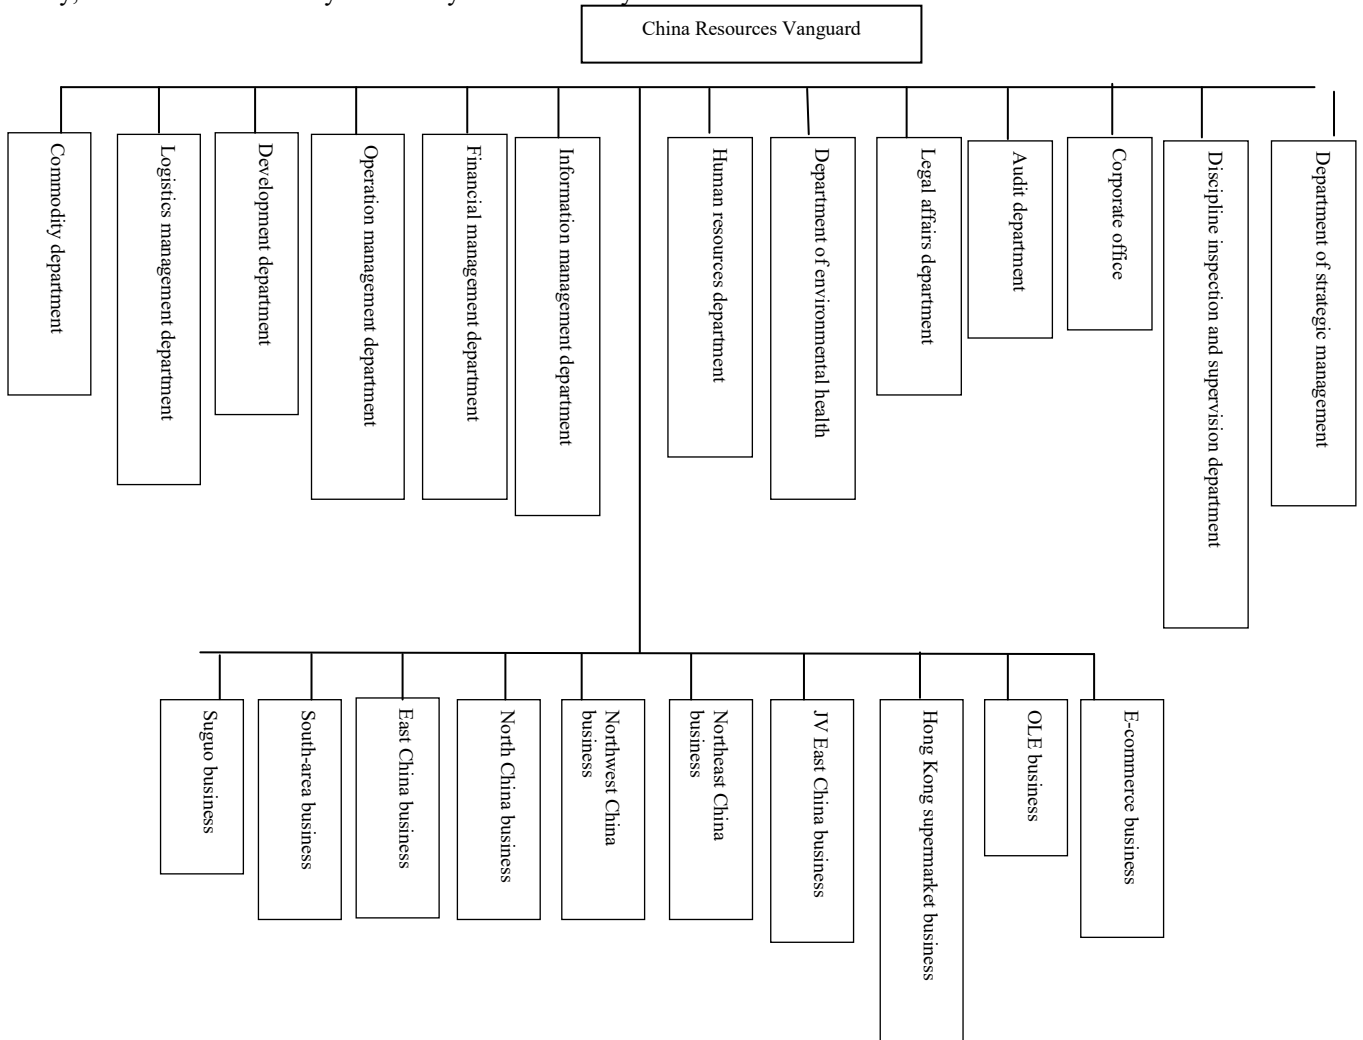 China Resources Vanguard
Commodity department
Logistics management department
Development department
Operation management department
Financial management department
Information management department
Human resources department
Department of environmental health
Legal affairs department
Audit department
Corporate office
Discipline inspection and supervision department
Department of strategic management
Suguo business
South-area business
East China business
North China business
Northwest China
business
Northeast China
business
JV East China business
Hong Kong supermarket business
OLE business
E-commerce business